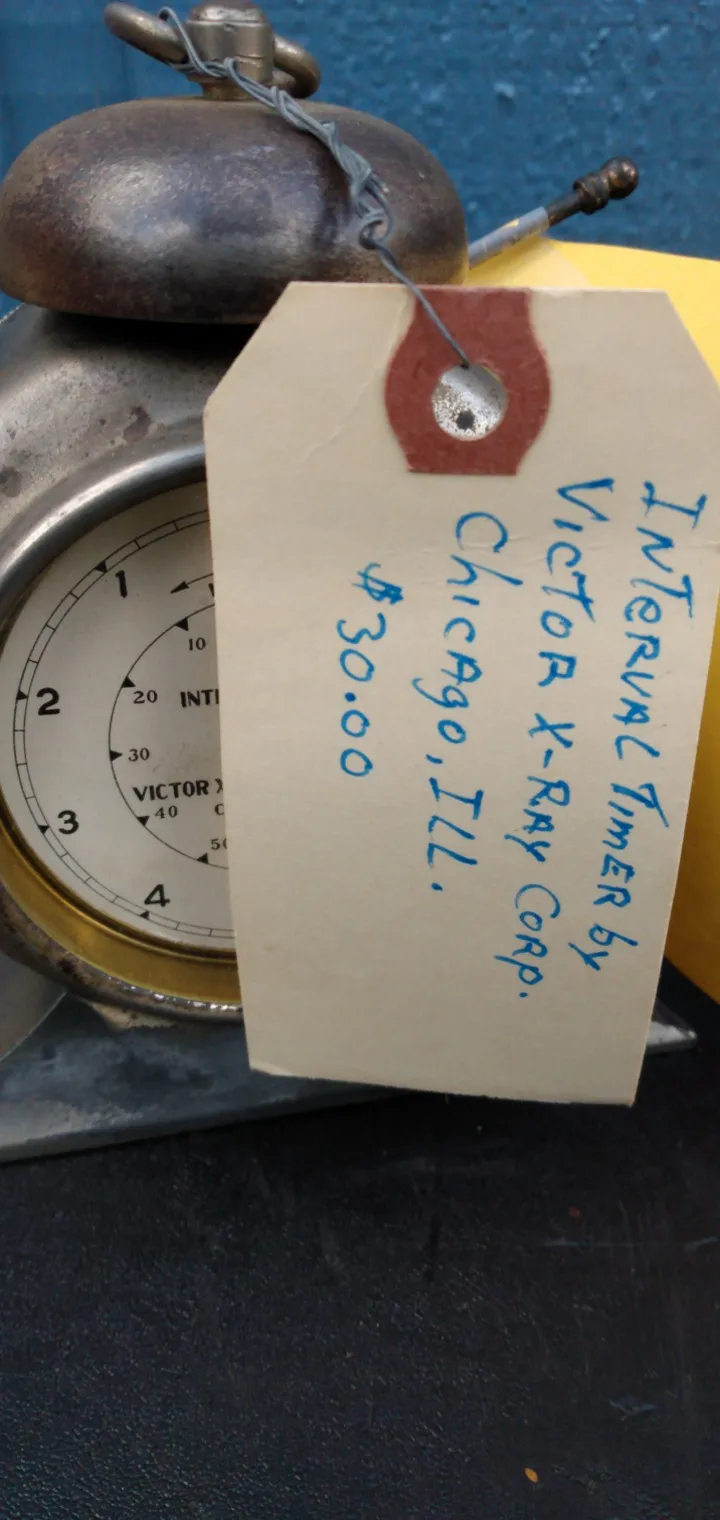 INTERVAL TIMER by
VICTOR X-RAY CORP.
ChICAgO, ILL.
$30.00
1
2
3
4
10
20
30
40
VICTOR